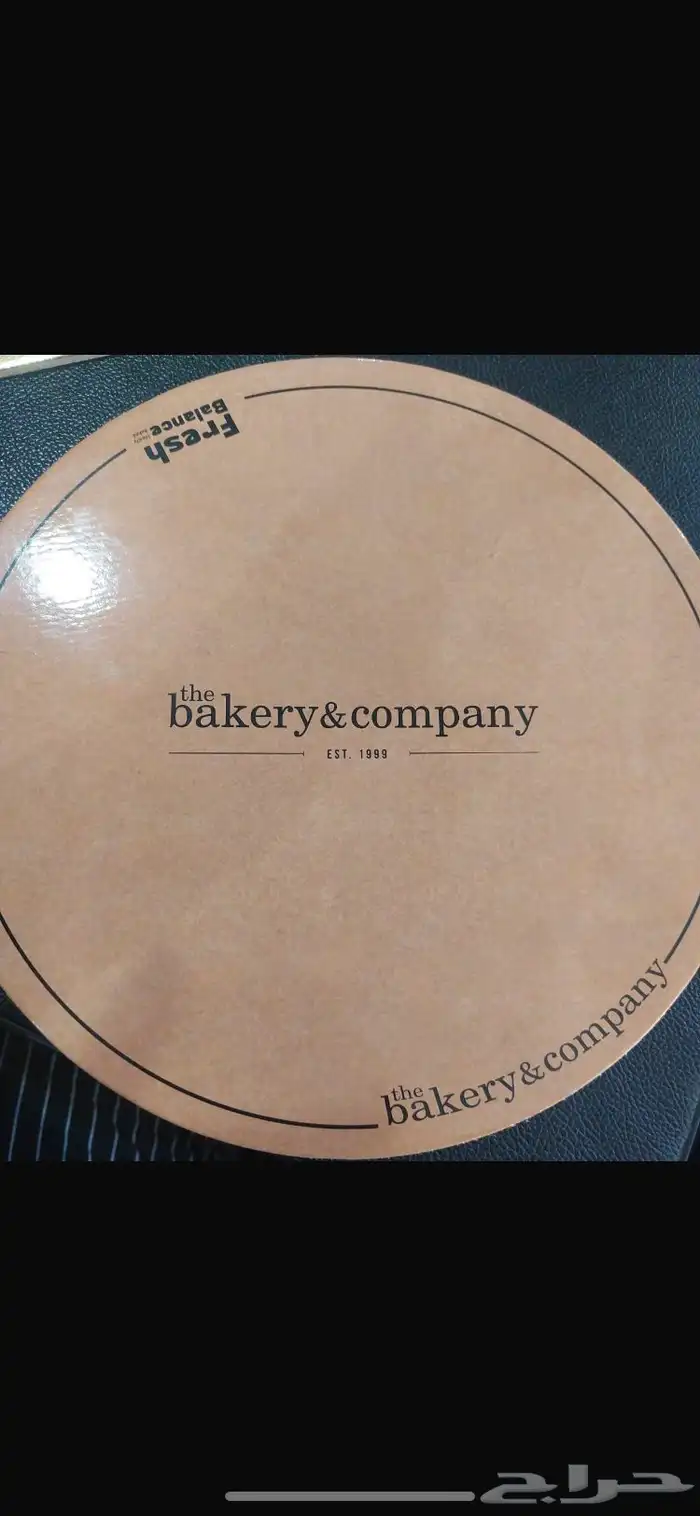 Fresh
Balance
the
bakery&company
EST. 1999
the
bakery&company
حراج